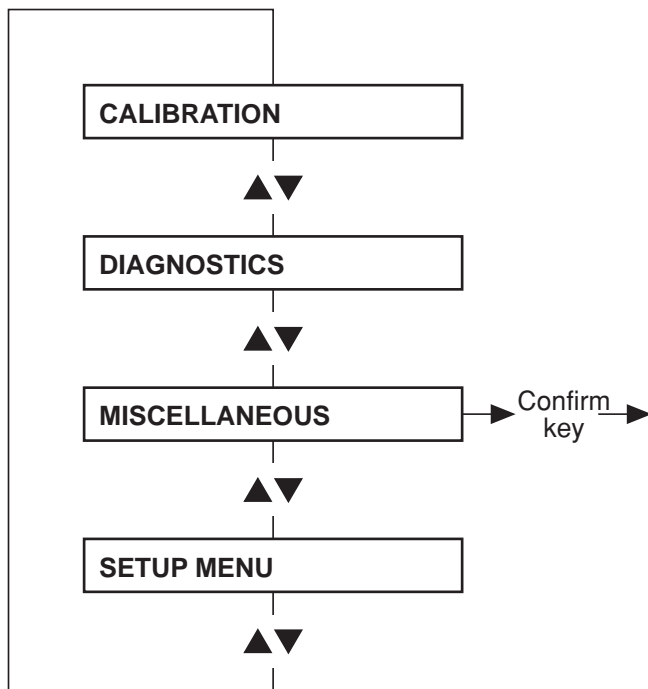 CALIBRATION
DIAGNOSTICS
MISCELLANEOUS
Confirm
key
SETUP MENU